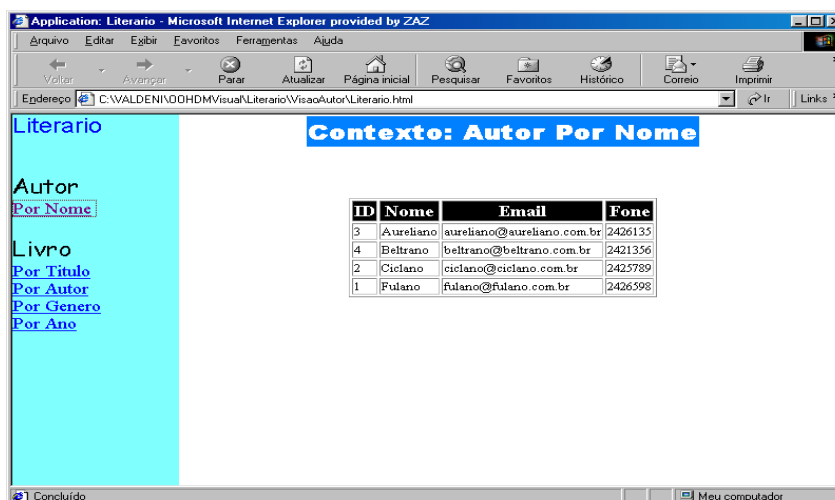 Application: Literario - Microsoft Internet Explorer provided by ZAZ
Arquivo Editar Exibir Favoritos Ferramentas Ajuda
Voltar Avançar Parar Atualizar Página inicial Pesquisar Favoritos Histórico Correio Imprimir
Endereço C:\VALDENI\OOHDMVisual\Literario\VisaoAutor\Literario.html Ir Links
Literario
Contexto: Autor Por Nome
Autor
Por Nome
Livro
Por Titulo
Por Autor
Por Genero
Por Ano
ID Nome Email Fone
3 Aureliano aureliano@aureliano.com.br 2426135
4 Beltrano beltrano@beltrano.com.br 2421356
2 Ciclano ciclano@ciclano.com.br 2425789
1 Fulano fulano@fulano.com.br 2426598
Concluído Meu computador